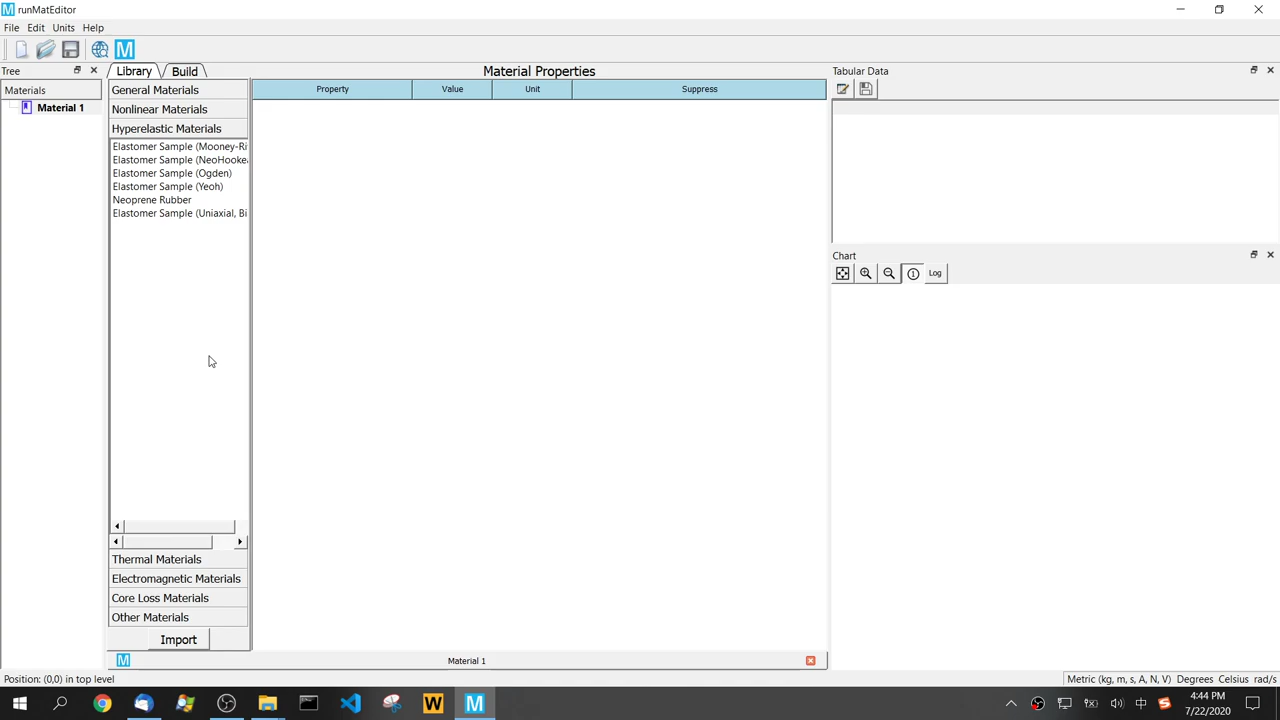 runMatEditor
File Edit Units Help
M
Tree
Library Build
Material Properties
Tabular Data
Materials
General Materials
Property Value Unit Suppress
Material 1
Nonlinear Materials
Hyperelastic Materials
Elastomer Sample (Mooney-Ri
Elastomer Sample (NeoHooke
Elastomer Sample (Ogden)
Elastomer Sample (Yeoh)
Neoprene Rubber
Elastomer Sample (Uniaxial, Bi
Chart
Log
Thermal Materials
Electromagnetic Materials
Core Loss Materials
Other Materials
Import
Material 1
Position: (0,0) in top level
Metric (kg, m, s, A, N, V) Degrees Celsius rad/s
W M
中 S
4:44 PM
7/22/2020